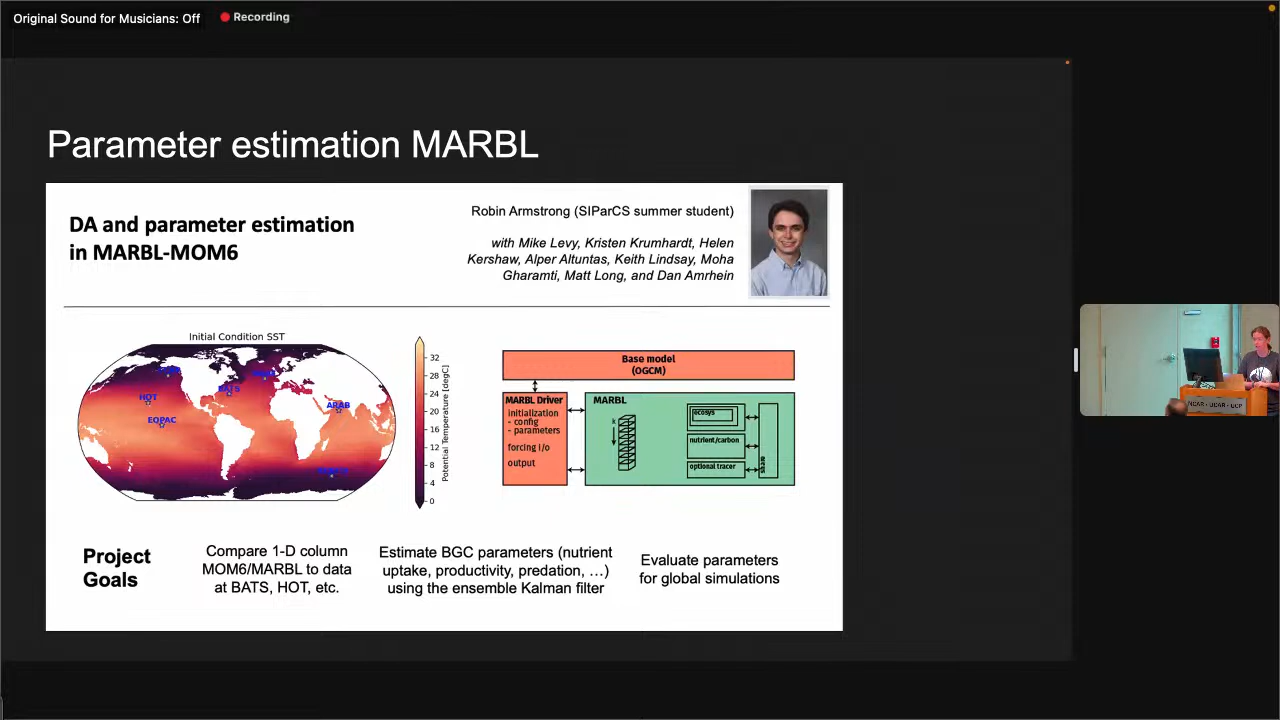 Original Sound for Musicians: Off
Recording
Parameter estimation MARBL
DA and parameter estimation
in MARBL-MOM6
Robin Armstrong (SIParCS summer student)
with Mike Levy, Kristen Krumhardt, Helen
Kershaw, Alper Altuntas, Keith Lindsay, Moha
Gharamti, Matt Long, and Dan Amrhein
Initial Condition SST
HOT
BATS
EQPAC
ARAB
32
28
24
20
16
12
8
4
0
Potential Temperature [degC]
Base model
(OGCM)
MARBL Driver
initialization
- config
- parameters
forcing i/o
output
MARBL
k
ecosys
nutrient/carbon
optional tracer
share
Project
Goals
Compare 1-D column
MOM6/MARBL to data
at BATS, HOT, etc.
Estimate BGC parameters (nutrient
uptake, productivity, predation, …)
using the ensemble Kalman filter
Evaluate parameters
for global simulations
NCAR - UCAR - UCP